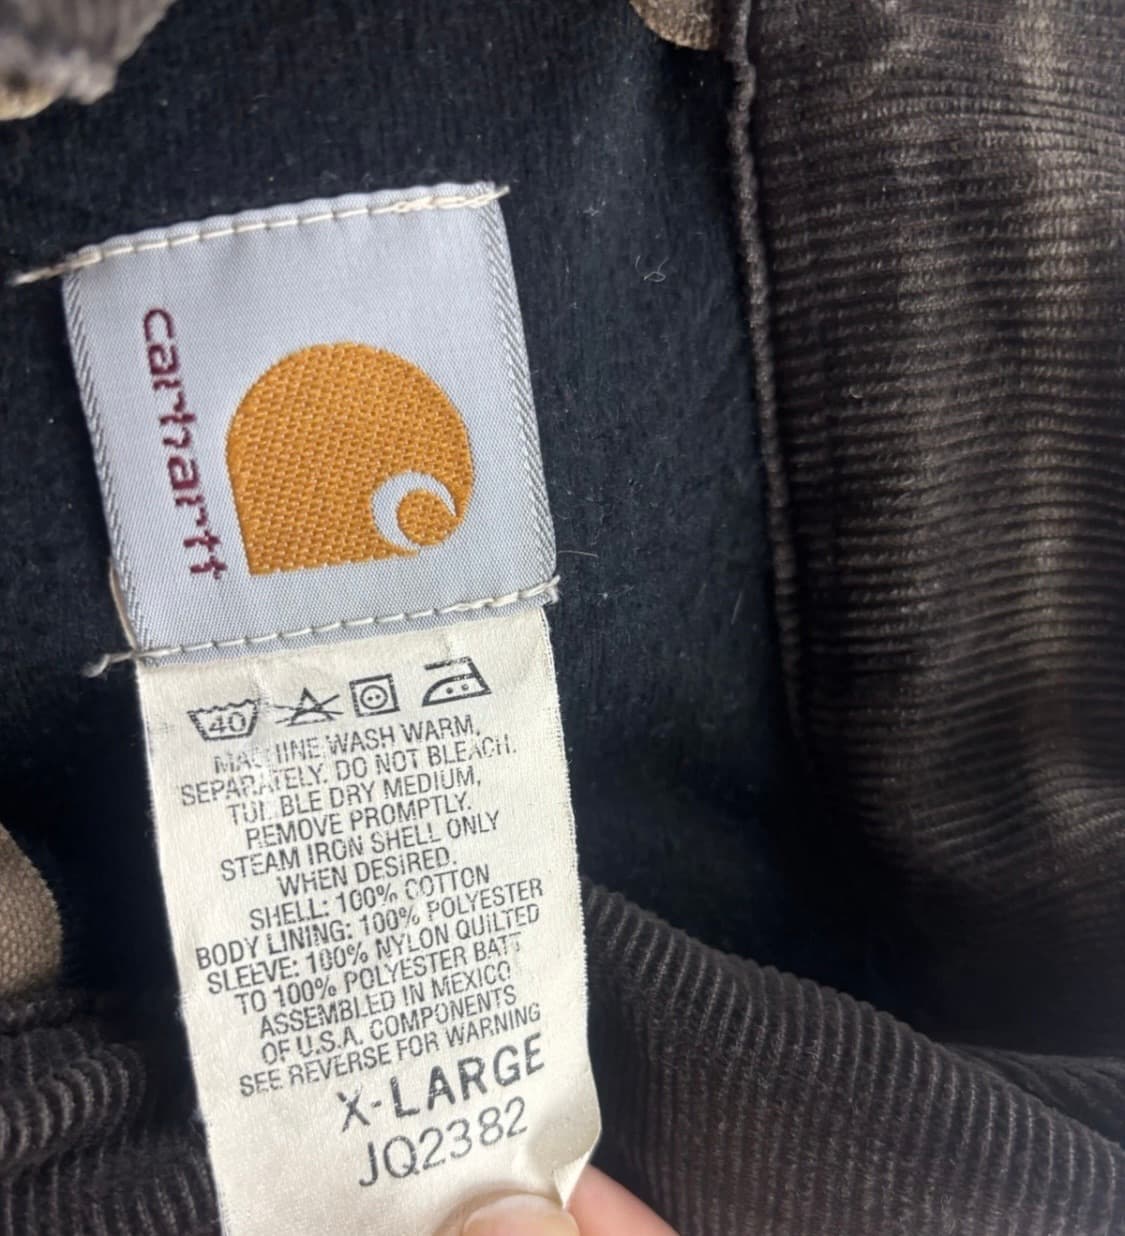 carhartt
40
MACHINE WASH WARM,
SEPARATELY. DO NOT BLEACH.
TUMBLE DRY MEDIUM,
REMOVE PROMPTLY.
STEAM IRON SHELL ONLY
WHEN DESIRED.
SHELL: 100% COTTON
BODY LINING: 100% POLYESTER
SLEEVE: 100% NYLON QUILTED
TO 100% POLYESTER BATT
ASSEMBLED IN MEXICO
OF U.S.A. COMPONENTS
SEE REVERSE FOR WARNING
X-LARGE
JQ2382